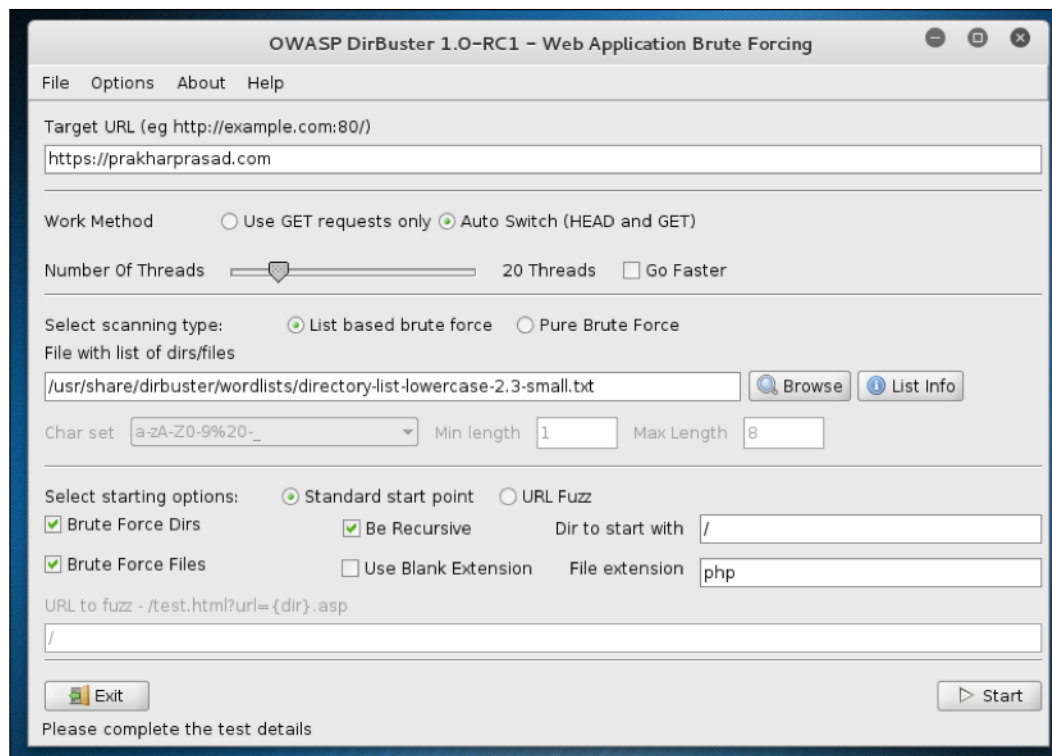 OWASP DirBuster 1.0-RC1 - Web Application Brute Forcing
File Options About Help
Target URL (eg http://example.com:80/)
https://prakharprasad.com
Work Method Use GET requests only Auto Switch (HEAD and GET)
Number Of Threads 20 Threads Go Faster
Select scanning type: List based brute force Pure Brute Force
File with list of dirs/files
/usr/share/dirbuster/wordlists/directory-list-lowercase-2.3-small.txt Browse List Info
Char set a-zA-Z0-9%20-_ Min length 1 Max Length 8
Select starting options: Standard start point URL Fuzz
Brute Force Dirs Be Recursive Dir to start with /
Brute Force Files Use Blank Extension File extension php
URL to fuzz - /test.html?url={dir}.asp
/
Exit Start
Please complete the test details